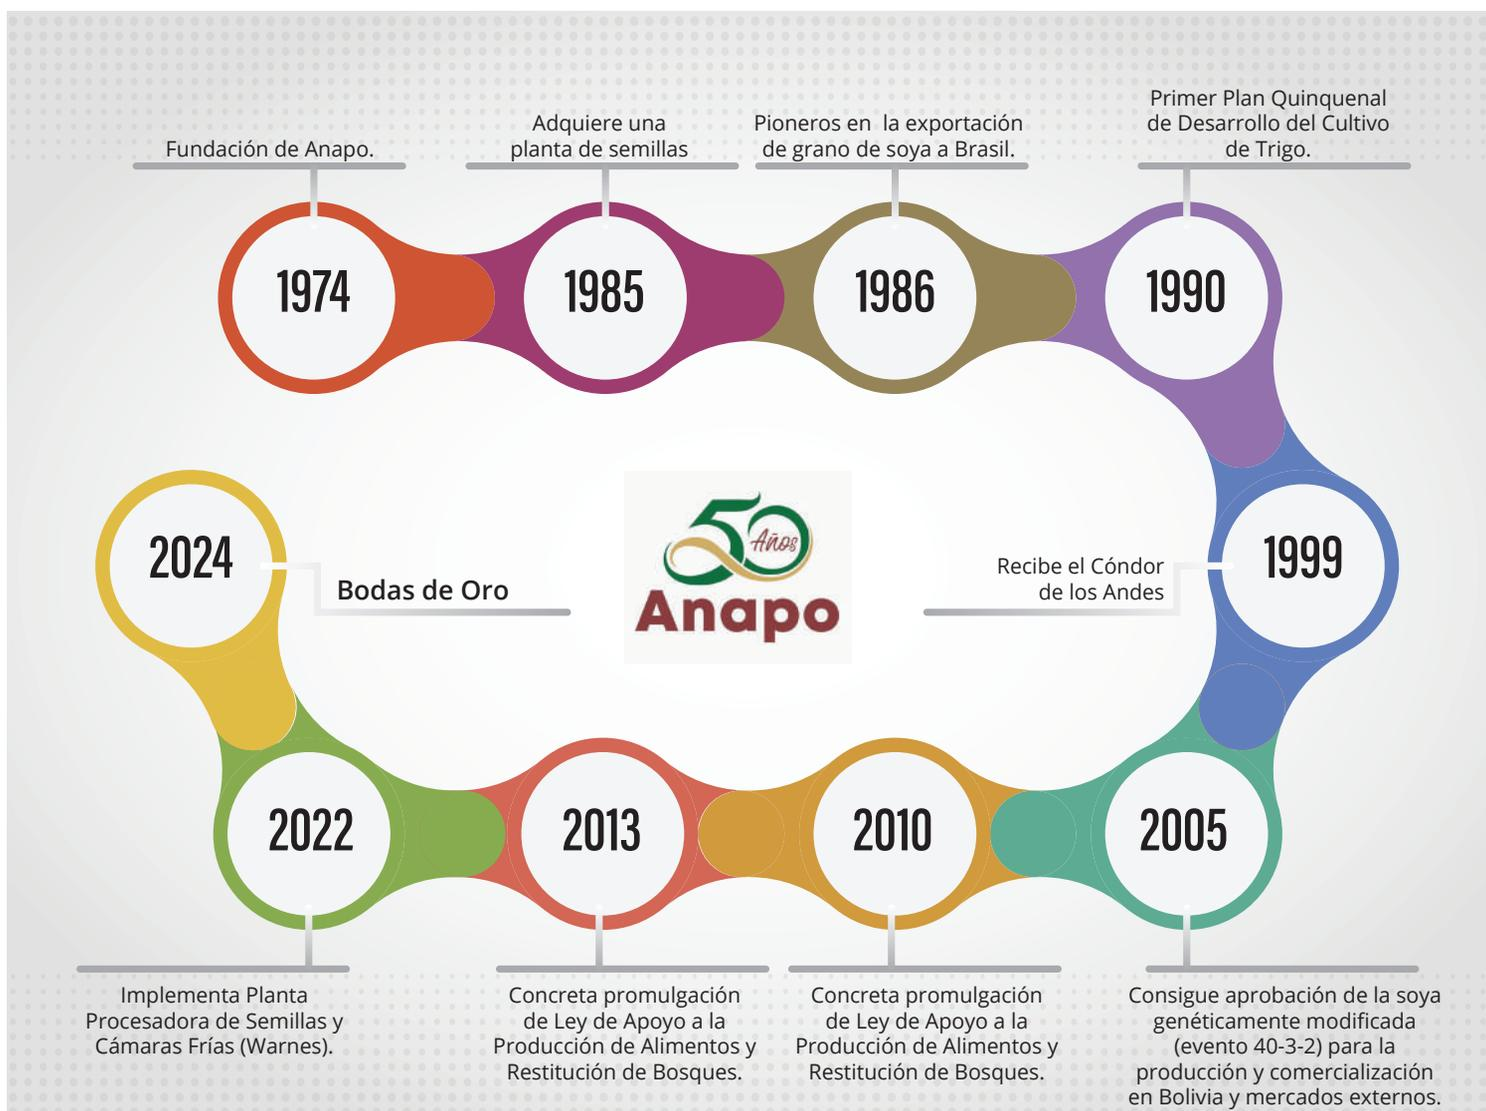 Fundación de Anapo.
1974
Adquiere una
planta de semillas
1985
Pioneros en la exportación
de grano de soya a Brasil.
1986
Primer Plan Quinquenal
de Desarrollo del Cultivo
de Trigo.
1990
Recibe el Cóndor
de los Andes
1999
50 Años
Anapo
2024
Bodas de Oro
2022
Implementa Planta
Procesadora de Semillas y
Cámaras Frías (Warnes).
2013
Concreta promulgación
de Ley de Apoyo a la
Producción de Alimentos y
Restitución de Bosques.
2010
Concreta promulgación
de Ley de Apoyo a la
Producción de Alimentos y
Restitución de Bosques.
2005
Consigue aprobación de la soya
genéticamente modificada
(evento 40-3-2) para la
producción y comercialización
en Bolivia y mercados externos.